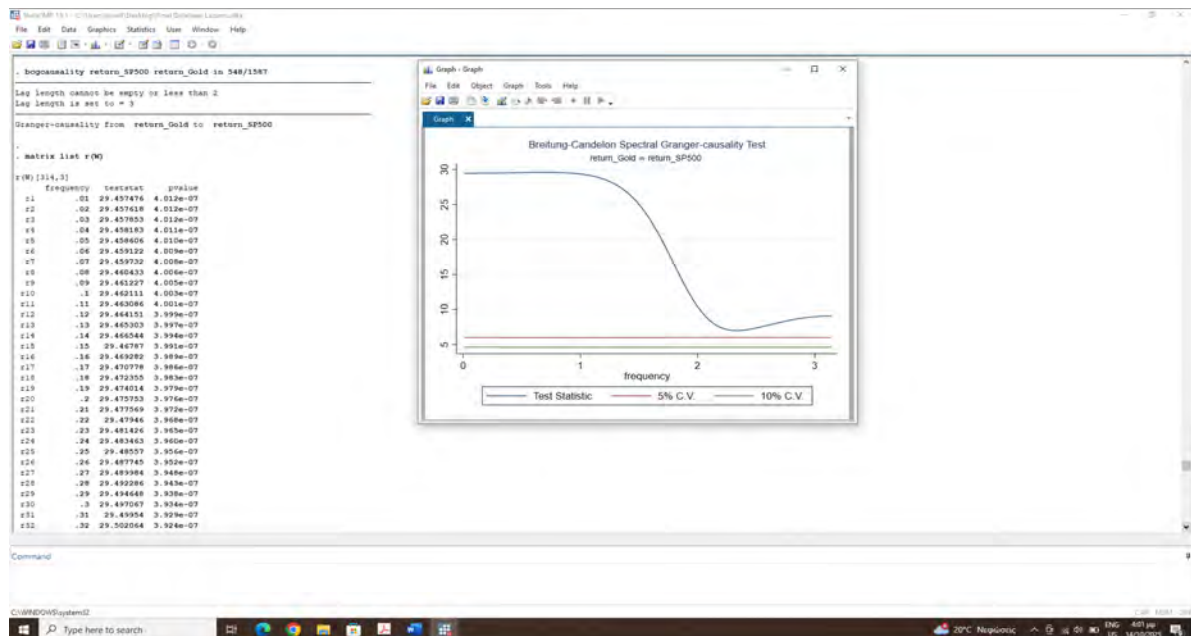 File Edit Data Graphics Statistics User Window Help
. bogcausality return_SP500 return_Gold in 548/1587
Lag length cannot be empty or less than 2
Lag length is set to = 3
Granger-causality from return_Gold to return_SP500
.
. matrix list r(W)
r(W)[314,3]
frequency teststat pvalue
r1 .01 29.457476 4.012e-07
r2 .02 29.457618 4.012e-07
r3 .03 29.457853 4.012e-07
r4 .04 29.458183 4.011e-07
r5 .05 29.458606 4.010e-07
r6 .06 29.459122 4.009e-07
r7 .07 29.459732 4.008e-07
r8 .08 29.460433 4.006e-07
r9 .09 29.461227 4.005e-07
r10 .1 29.462111 4.003e-07
r11 .11 29.463086 4.001e-07
r12 .12 29.464151 3.999e-07
r13 .13 29.465303 3.997e-07
r14 .14 29.466544 3.994e-07
r15 .15 29.46787 3.991e-07
r16 .16 29.469282 3.989e-07
r17 .17 29.470778 3.986e-07
r18 .18 29.472355 3.983e-07
r19 .19 29.474014 3.979e-07
r20 .2 29.475753 3.976e-07
r21 .21 29.477569 3.972e-07
r22 .22 29.47946 3.968e-07
r23 .23 29.481426 3.965e-07
r24 .24 29.483463 3.960e-07
r25 .25 29.48557 3.956e-07
r26 .26 29.487745 3.952e-07
r27 .27 29.489984 3.948e-07
r28 .28 29.492286 3.943e-07
r29 .29 29.494648 3.938e-07
r30 .3 29.497067 3.934e-07
r31 .31 29.49954 3.929e-07
r32 .32 29.502064 3.924e-07
Graph - Graph
File Edit Object Graph Tools Help
Graph
Breitung-Candelon Spectral Granger-causality Test
return_Gold = return_SP500
30
25
20
15
10
5
0 1 2 3
frequency
Test Statistic 5% C.V. 10% C.V.
Command
C:\WINDOWS\system32
Type here to search
20°C ENG 4:01 μμ